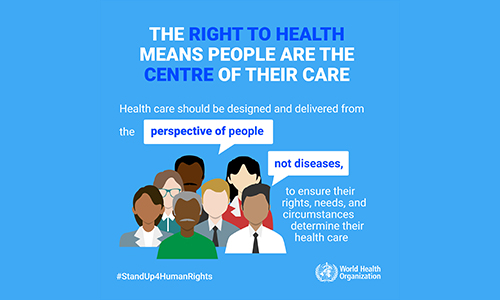 THE RIGHT TO HEALTH
MEANS PEOPLE ARE THE
CENTRE OF THEIR CARE
Health care should be designed and delivered from
the perspective of people
not diseases,
to ensure their
rights, needs, and
circumstances
determine their
health care
#StandUp4HumanRights
World Health
Organization